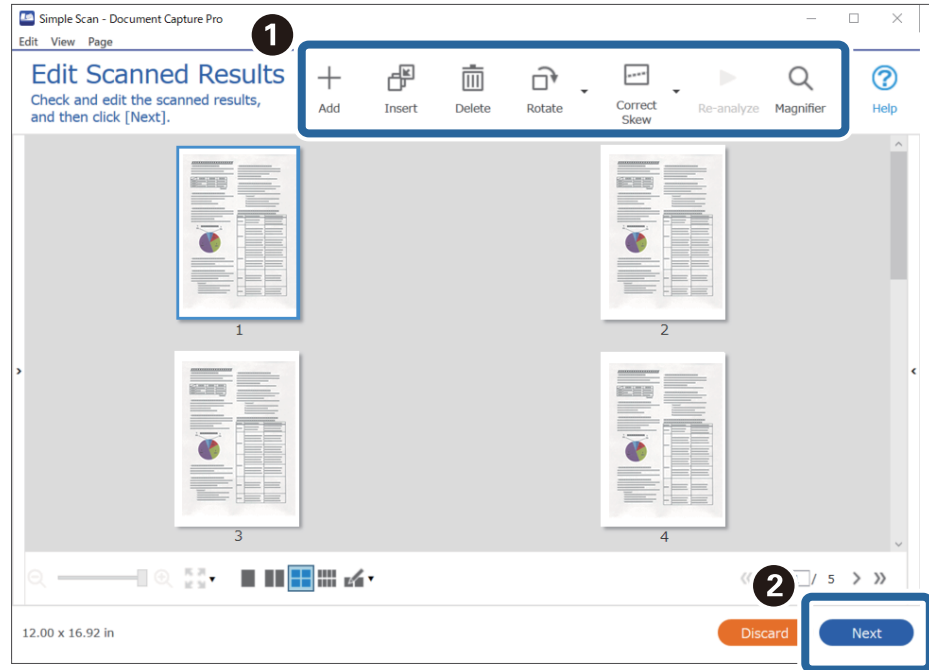 Simple Scan - Document Capture Pro
Edit View Page
1
Edit Scanned Results
Check and edit the scanned results,
and then click [Next].
Add
Insert
Delete
Rotate
Correct
Skew
Re-analyze
Magnifier
?
Help
1
2
3
4
/ 5
2
12.00 x 16.92 in
Discard
Next